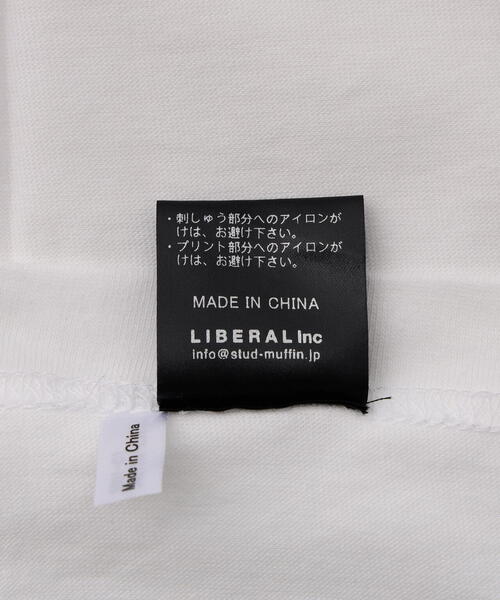 ・刺しゅう部分へのアイロンが
けは、お避け下さい。
・プリント部分へのアイロンが
けは、お避け下さい。
MADE IN CHINA
LIBERAL Inc
info@stud-muffin.jp
Made in China